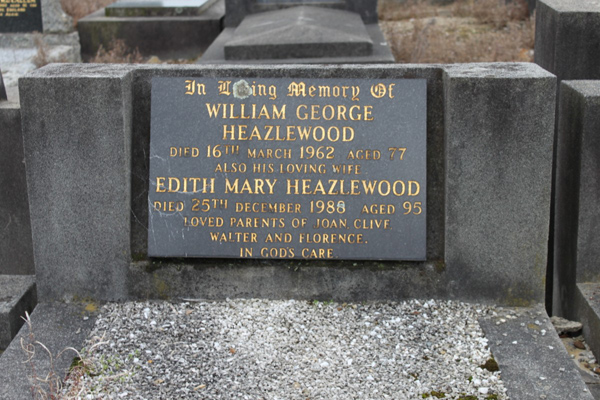 In Loving Memory Of
WILLIAM GEORGE
HEAZLEWOOD
DIED 16TH MARCH 1962 AGED 77
ALSO HIS LOVING WIFE
EDITH MARY HEAZLEWOOD
DIED 25TH DECEMBER 1988 AGED 95
LOVED PARENTS OF JOAN CLIVE
WALTER AND FLORENCE.
IN GOD'S CARE